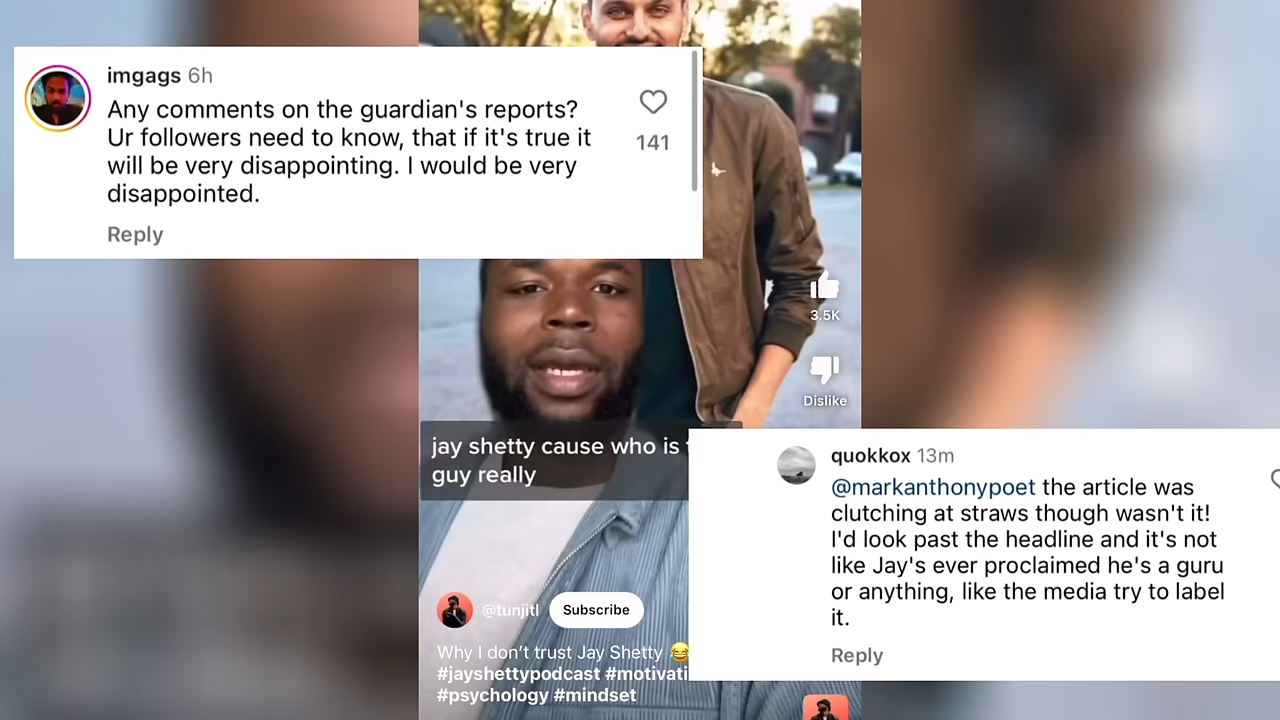 imgags 6h
Any comments on the guardian's reports?
Ur followers need to know, that if it's true it
will be very disappointing. I would be very
disappointed.
141
Reply
3.5K
Dislike
jay shetty cause who is
guy really
@tunjitl Subscribe
Why I don't trust Jay Shetty 😂
#jayshettypodcast #motivati
#psychology #mindset
quokkox 13m
@markanthonypoet the article was
clutching at straws though wasn't it!
I'd look past the headline and it's not
like Jay's ever proclaimed he's a guru
or anything, like the media try to label
it.
Reply